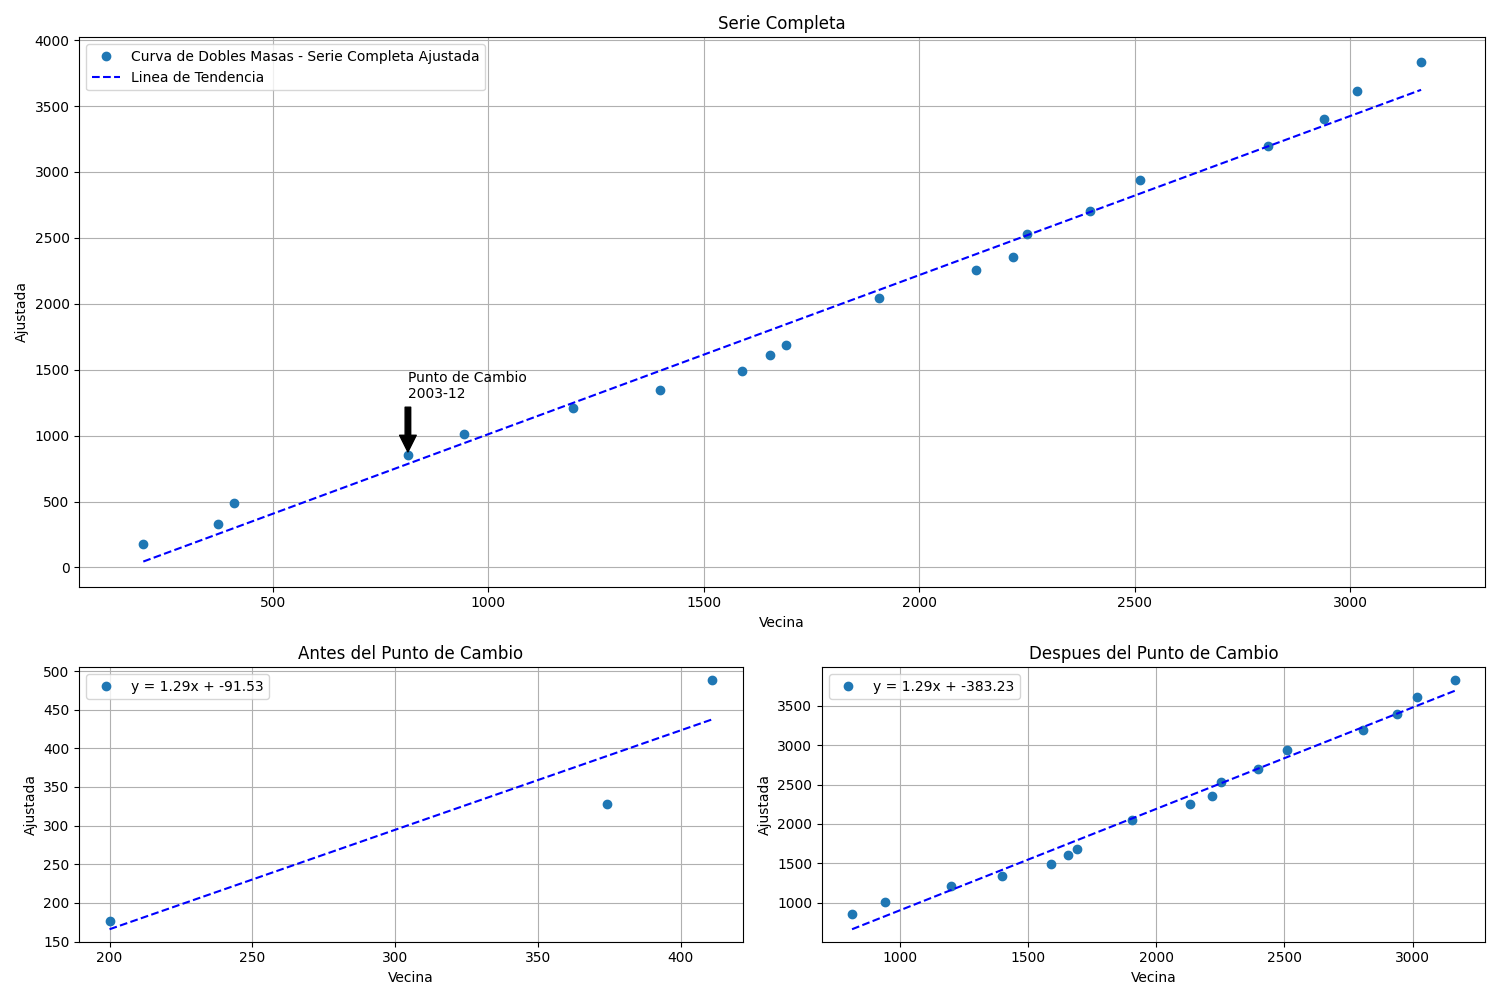 Serie Completa
Curva de Dobles Masas - Serie Completa Ajustada
Linea de Tendencia
4000
3500
3000
2500
2000
1500
1000
500
0
Ajustada
Punto de Cambio
2003-12
500
1000
1500
2000
2500
3000
Vecina
Antes del Punto de Cambio
y = 1.29x + -91.53
500
450
400
350
300
250
200
150
Ajustada
200
250
300
350
400
Vecina
Despues del Punto de Cambio
y = 1.29x + -383.23
3500
3000
2500
2000
1500
1000
Ajustada
1000
1500
2000
2500
3000
Vecina